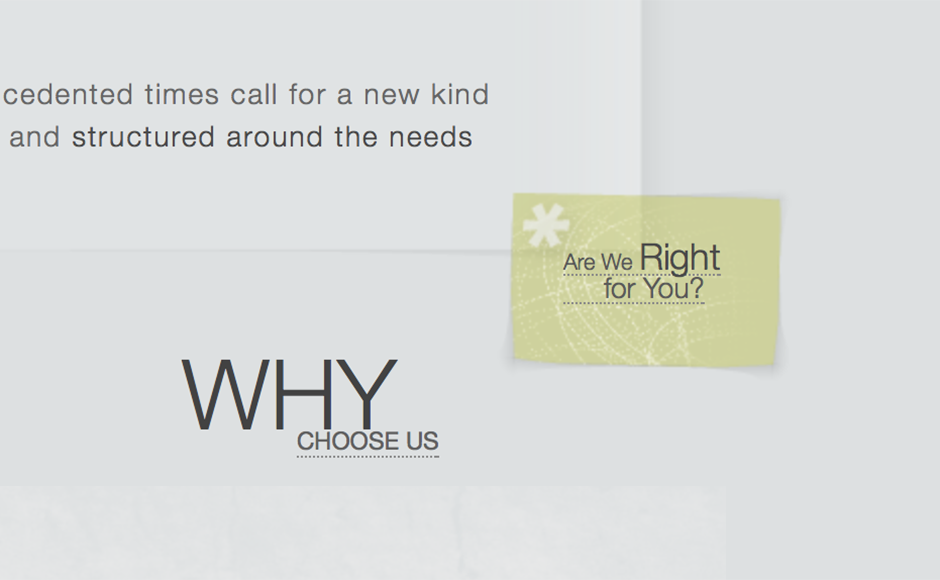 cedented times call for a new kind
and structured around the needs
Are We Right
for You?
WHY
CHOOSE US